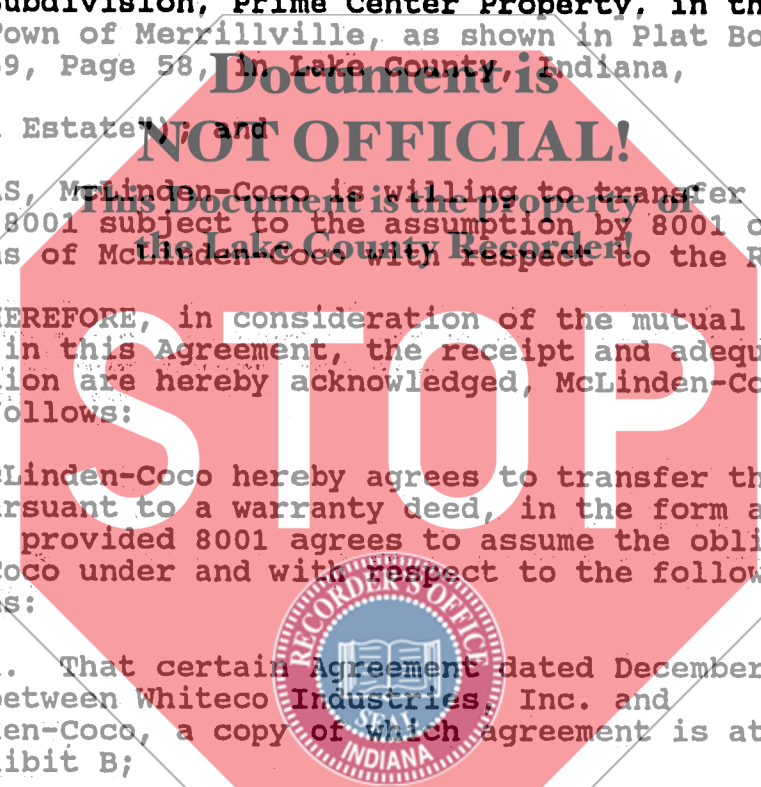 Subdivision, Prime Center Property, in th
Town of Merrillville, as shown in Plat Bo
9, Page 58, in Lake County, Indiana,
Document is
Estate"); and
NOT OFFICIAL!
AS, McLinden-Coco is willing to transfer
This Document is the property of
8001 subject to the assumption by 8001 o
s of McLinden-Coco with respect to the R
the Lake County Recorder!
HEREFORE, in consideration of the mutual
in this Agreement, the receipt and adequ
tion are hereby acknowledged, McLinden-Co
follows:
STOP
cLinden-Coco hereby agrees to transfer th
rsuant to a warranty deed, in the form a
provided 8001 agrees to assume the obli
Coco under and with respect to the follow
s:
RECORDER'S OFFICE
. That certain Agreement dated December
between Whiteco Industries, Inc. and
en-Coco, a copy of which agreement is at
SEAL
INDIANA
ibit B;